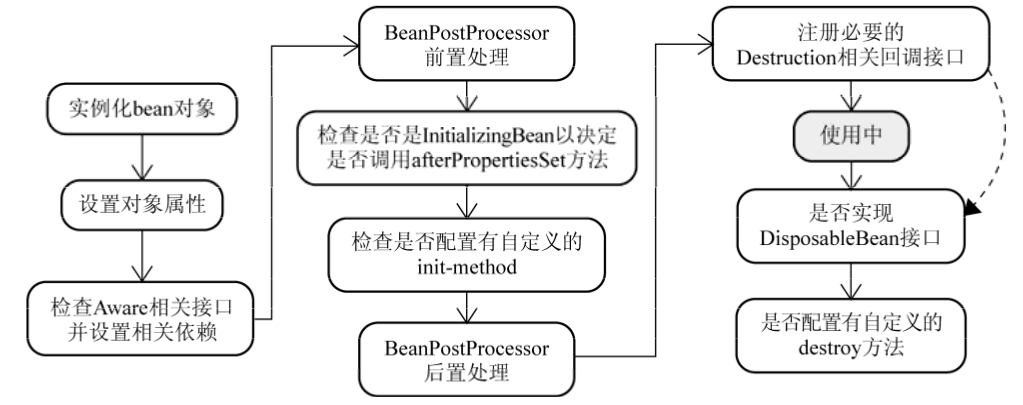 实例化bean对象
设置对象属性
检查Aware相关接口
并设置相关依赖
BeanPostProcessor
前置处理
检查是否是InitializingBean以决定
是否调用afterPropertiesSet方法
检查是否配置有自定义的
init-method
BeanPostProcessor
后置处理
注册必要的
Destruction相关回调接口
使用中
是否实现
DisposableBean接口
是否配置有自定义的
destroy方法